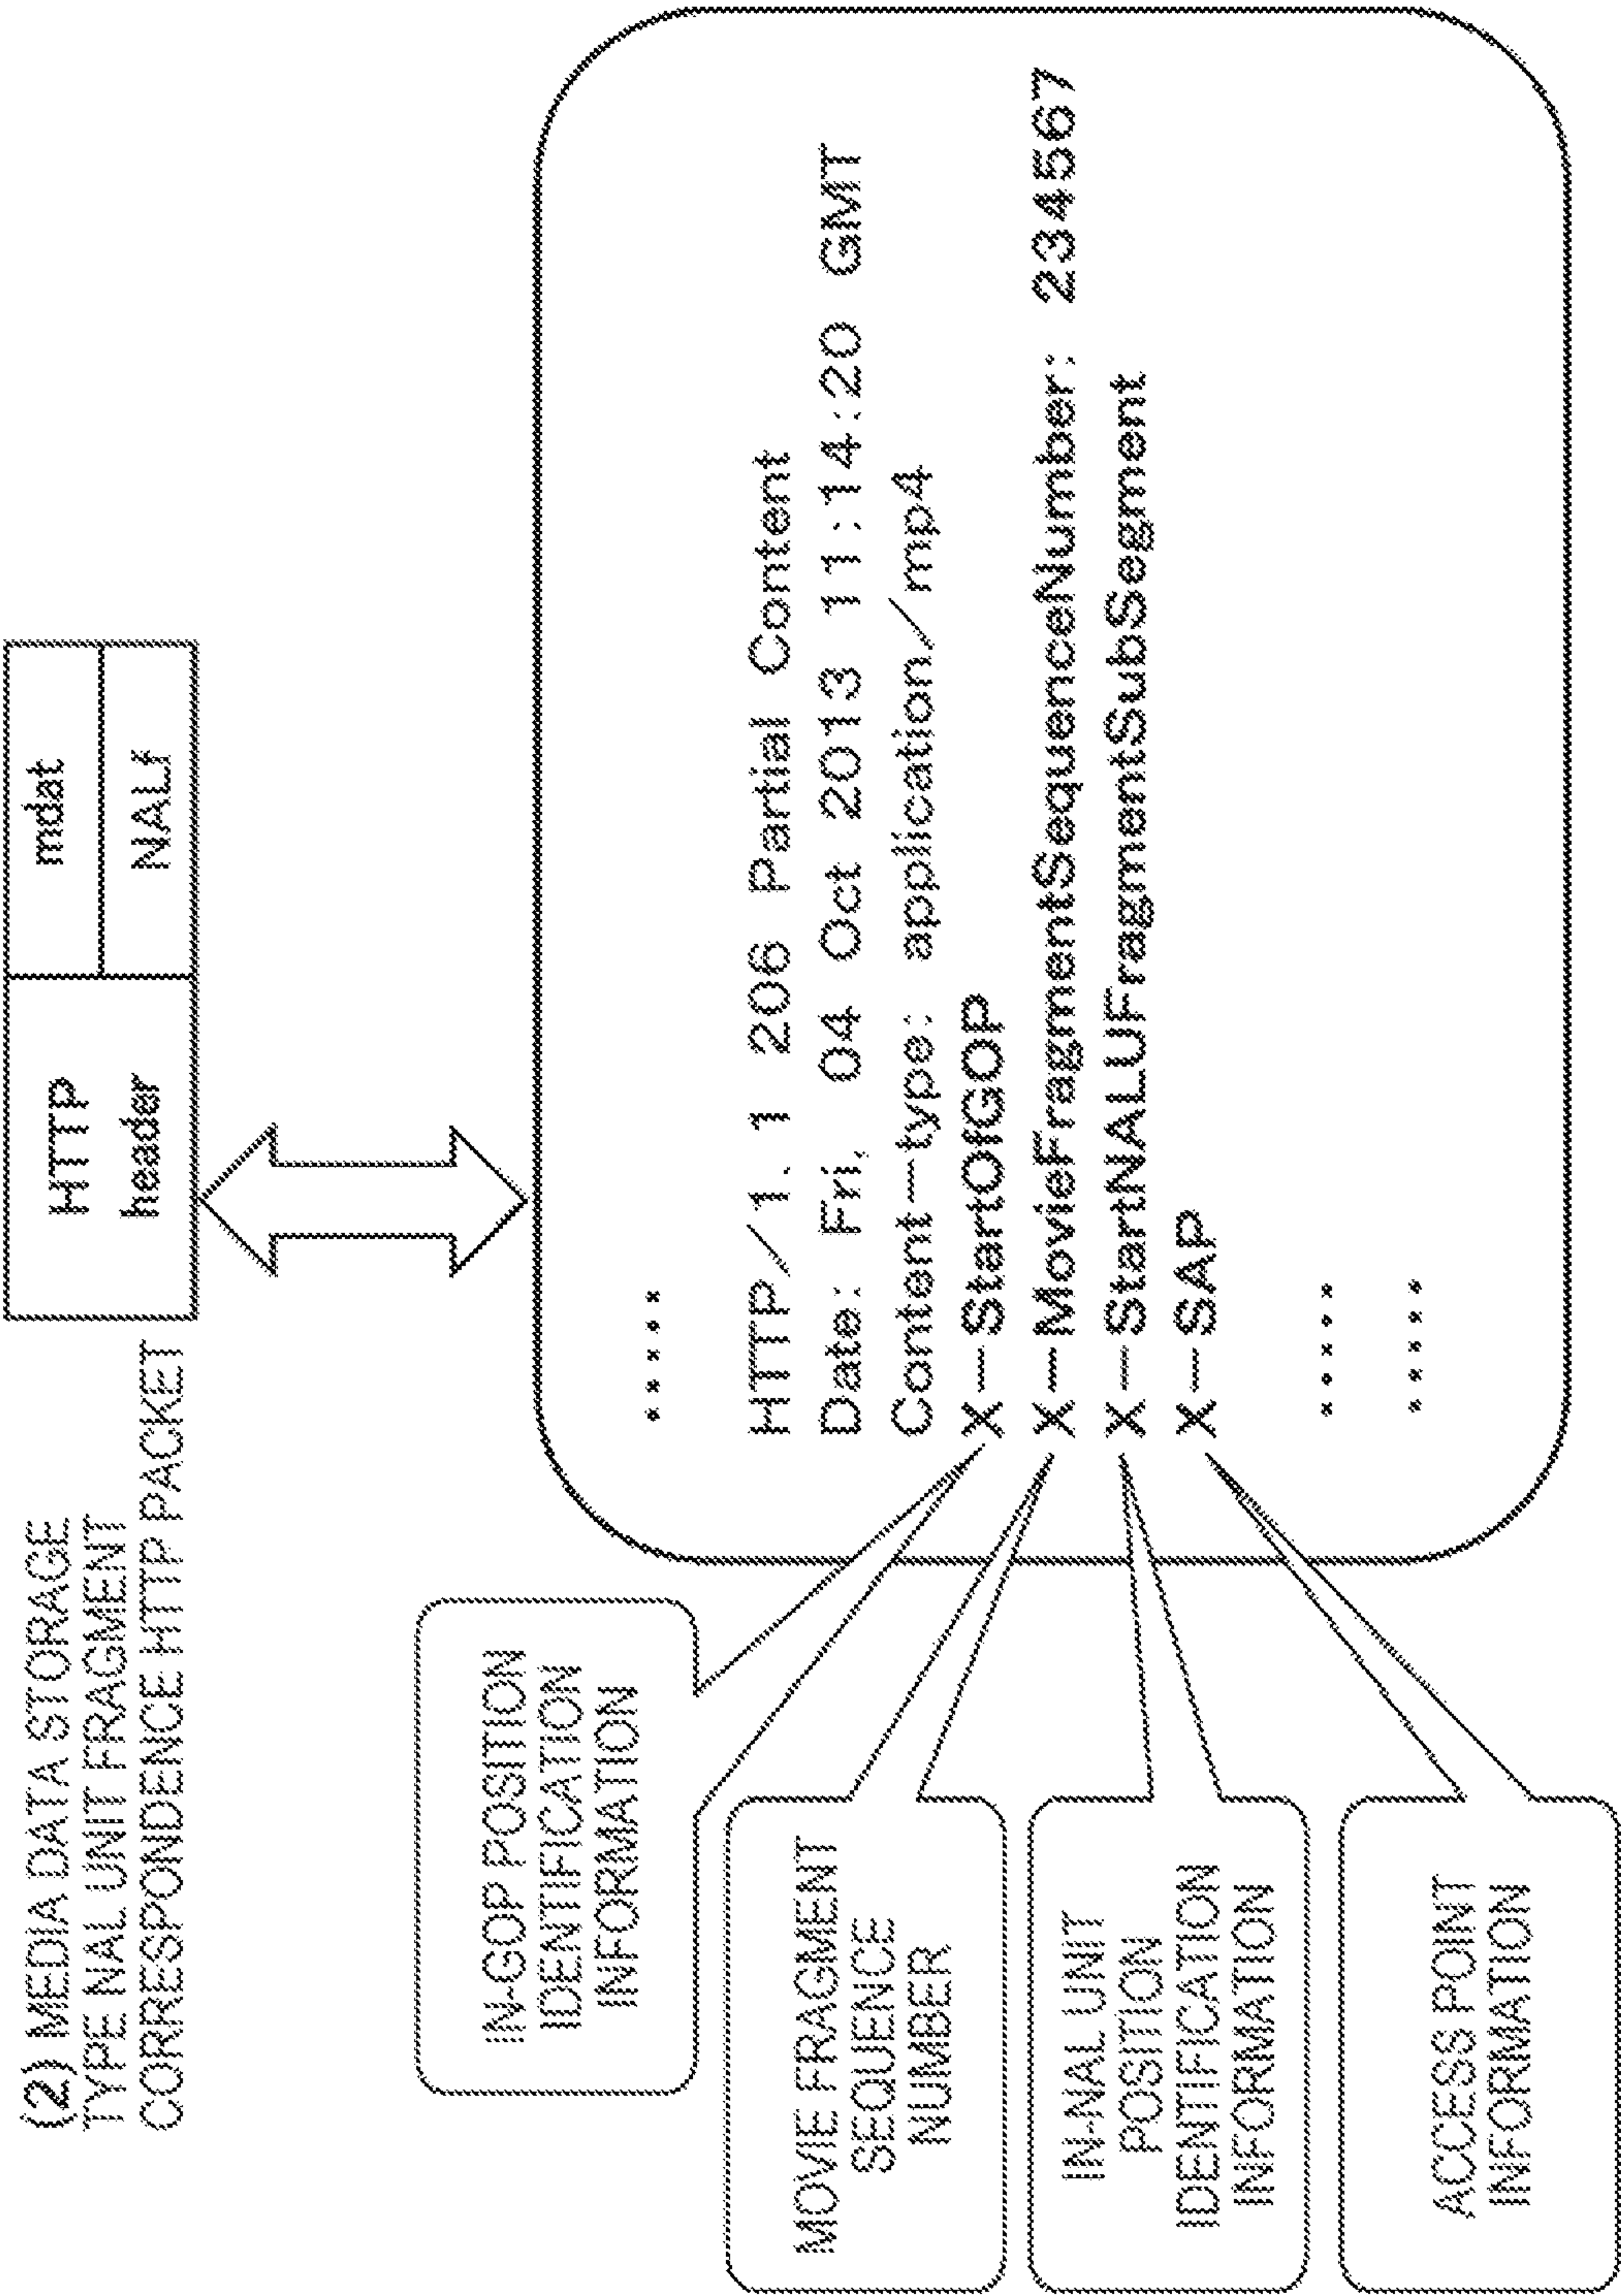 (2) MEDIA DATA STORAGE
TYPE NAL UNIT FRAGMENT
CORRESPONDENCE HTTP PACKET
HTTP
header
mdat
NALf
IN-GOP POSITION
IDENTIFICATION
INFORMATION
MOVIE FRAGMENT
SEQUENCE
NUMBER
IN-NAL UNIT
POSITION
IDENTIFICATION
INFORMATION
ACCESS POINT
INFORMATION
.....
HTTP/1. 1 206 Partial Content
Date: Fri, 04 Oct 2013 11:14:20 GMT
Content-type: application/mp4
X-StartOfGOP
X-MovieFragmentSequenceNumber: 234567
X-StartNALUFragmentSubSegment
X-SAP
.....
.....